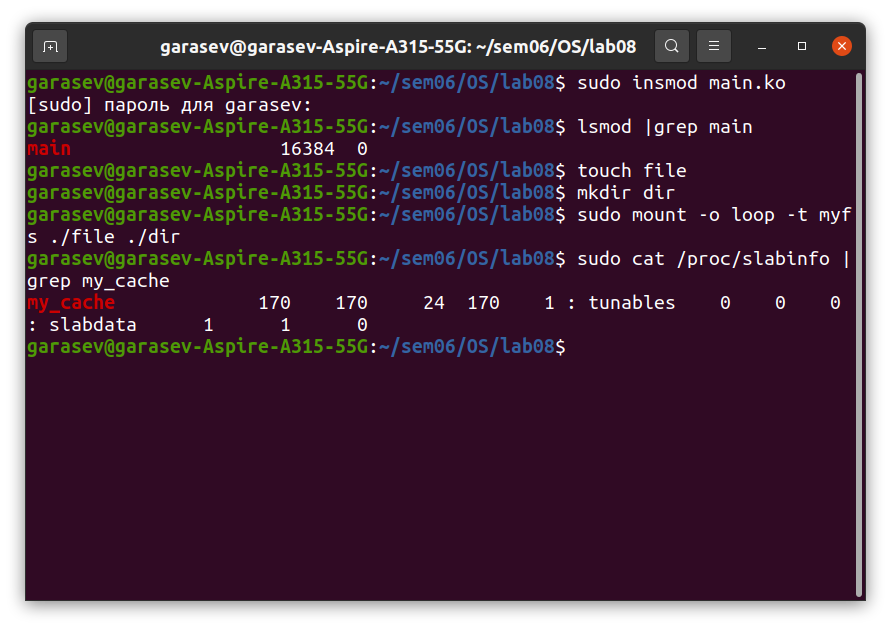 garasev@garasev-Aspire-A315-55G: ~/sem06/OS/lab08
garasev@garasev-Aspire-A315-55G:~/sem06/OS/lab08$ sudo insmod main.ko
[sudo] пароль для garasev:
garasev@garasev-Aspire-A315-55G:~/sem06/OS/lab08$ lsmod |grep main
main                   16384  0
garasev@garasev-Aspire-A315-55G:~/sem06/OS/lab08$ touch file
garasev@garasev-Aspire-A315-55G:~/sem06/OS/lab08$ mkdir dir
garasev@garasev-Aspire-A315-55G:~/sem06/OS/lab08$ sudo mount -o loop -t myf
s ./file ./dir
garasev@garasev-Aspire-A315-55G:~/sem06/OS/lab08$ sudo cat /proc/slabinfo |
grep my_cache
my_cache             170    170     24  170    1 : tunables    0    0    0
: slabdata      1      1      0
garasev@garasev-Aspire-A315-55G:~/sem06/OS/lab08$